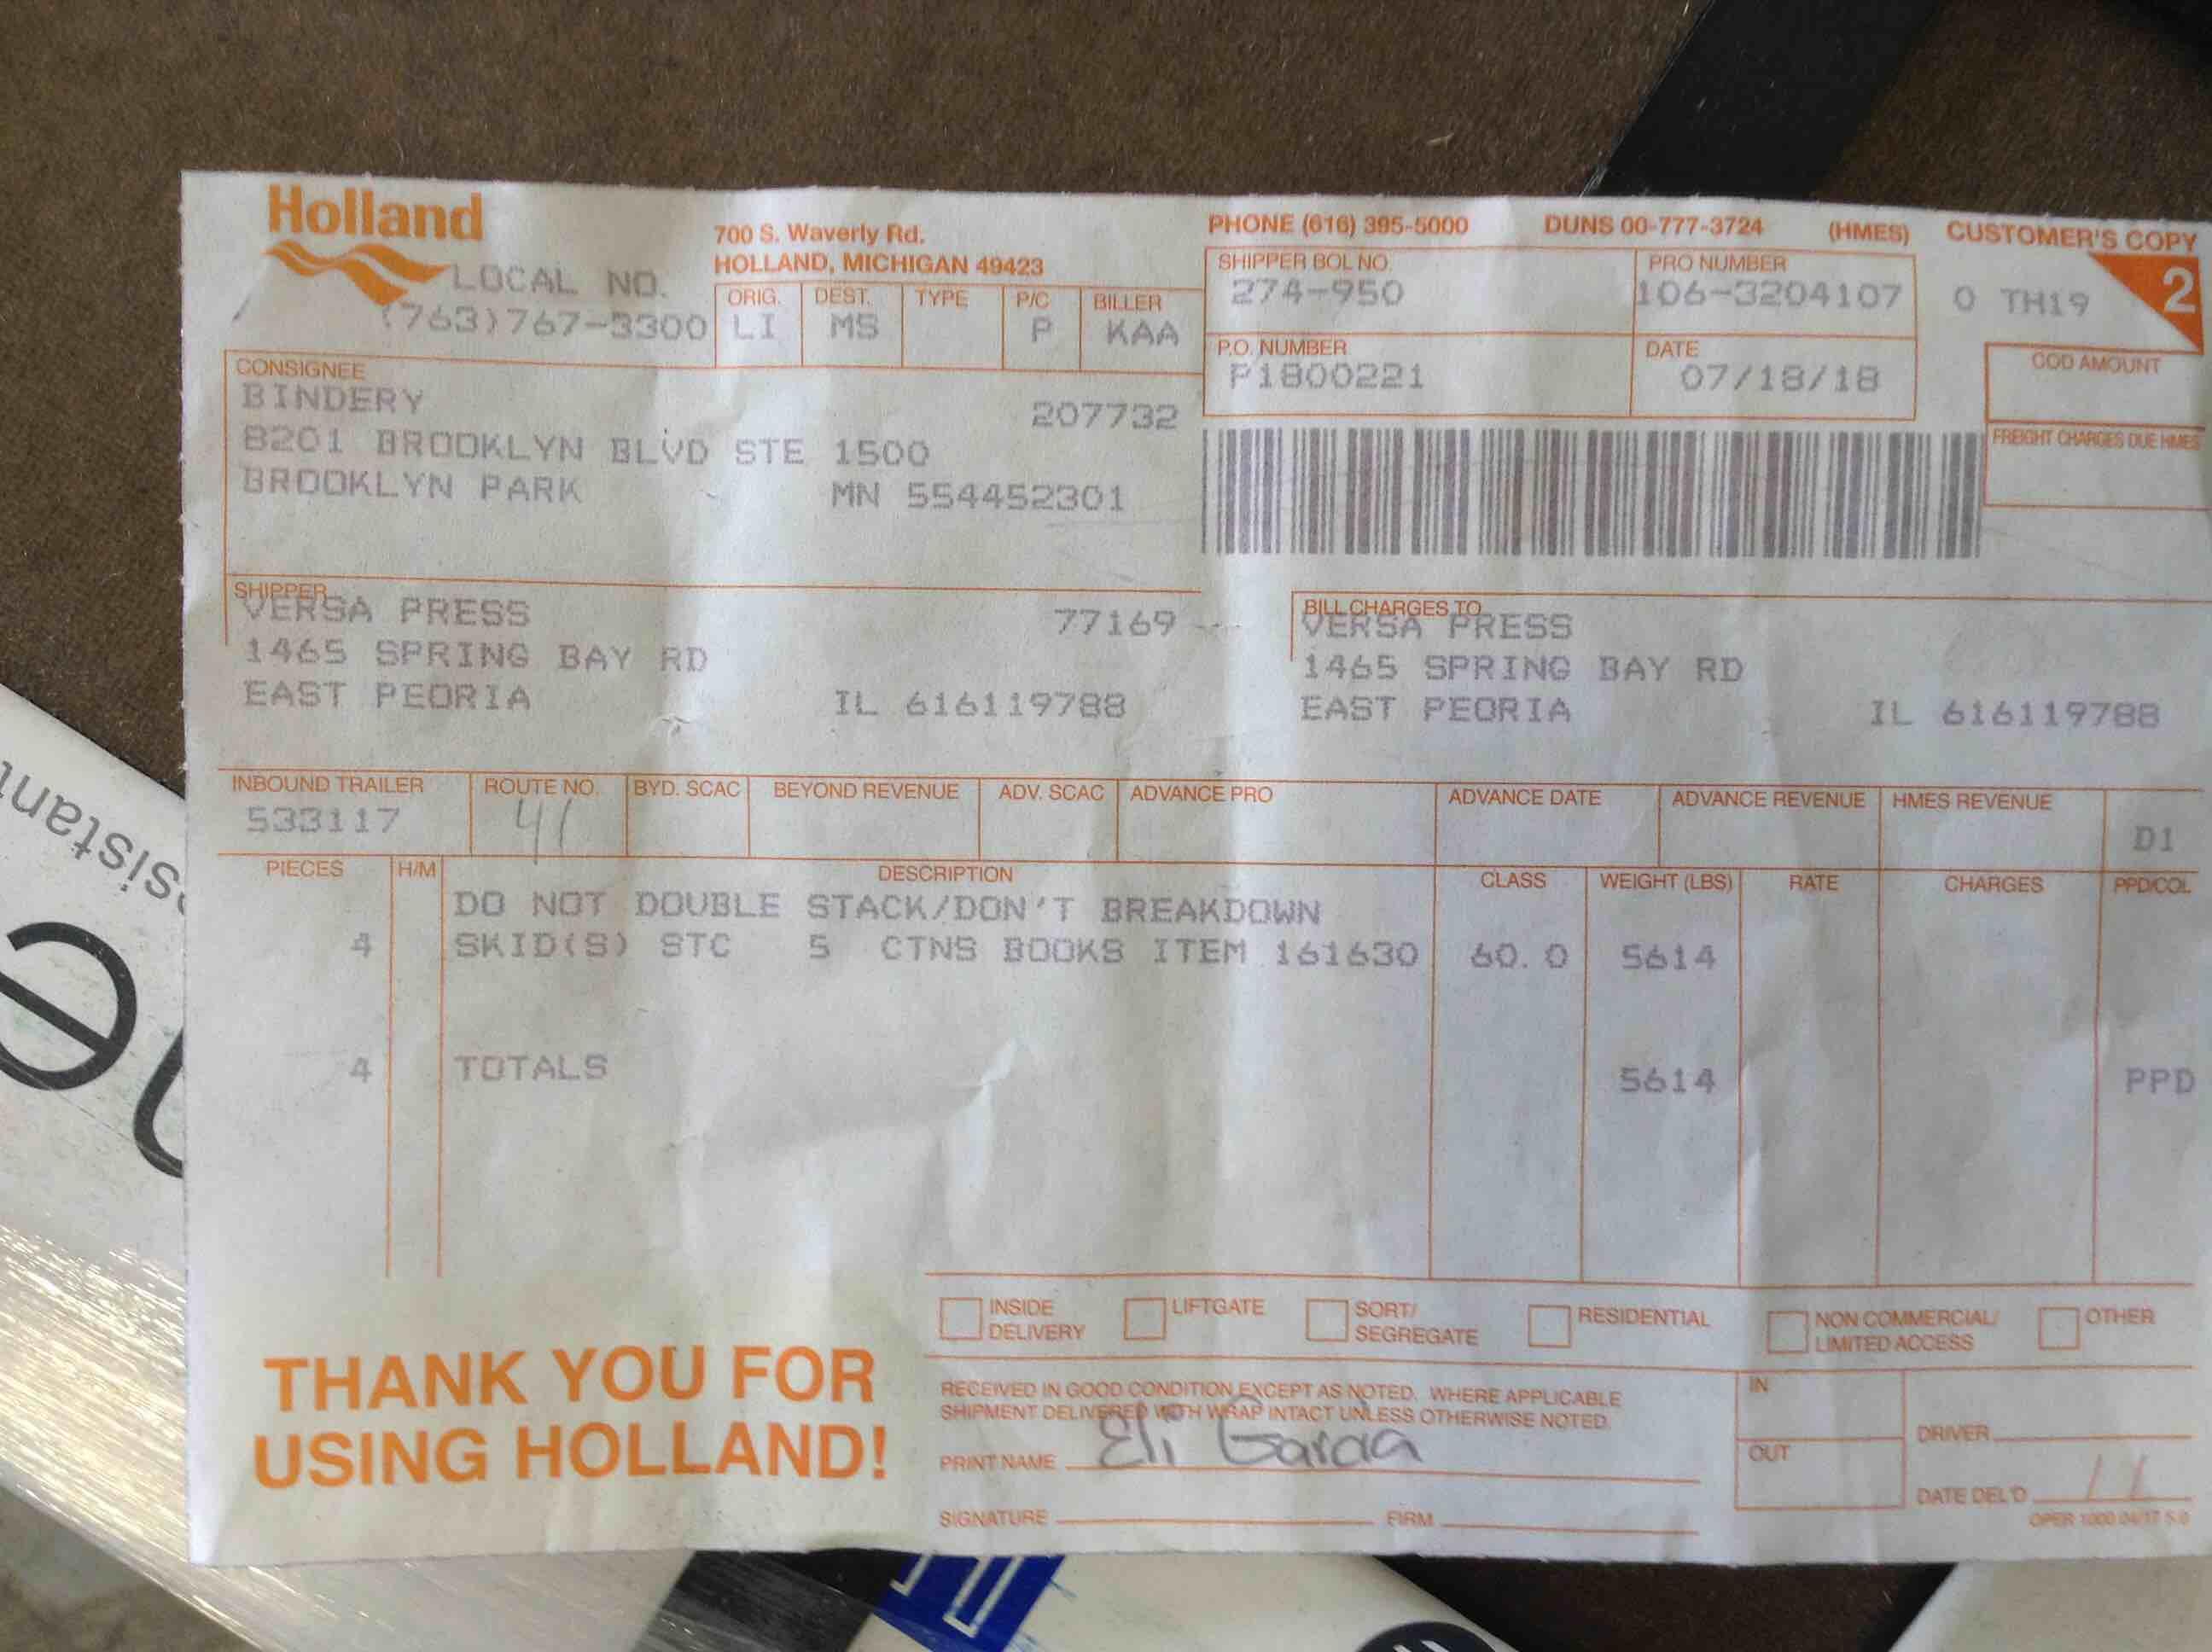 Holland
700 S. Waverly Rd.
HOLLAND, MICHIGAN 49423
PHONE (616) 395-5000 DUNS 00-777-3724 (HMES) CUSTOMER'S COPY
2
LOCAL NO.
(763)767-3300
ORIG. DEST. TYPE P/C BILLER
LI MS P KAA
SHIPPER BOL NO. PRO NUMBER
274-950 106-3204107 0 TH19
P.O. NUMBER DATE
P1800221 07/18/18
COD AMOUNT
FREIGHT CHARGES DUE HMES
CONSIGNEE
BINDERY 207732
8201 BROOKLYN BLVD STE 1500
BROOKLYN PARK MN 554452301
SHIPPER
VERSA PRESS 77169
1465 SPRING BAY RD
EAST PEORIA IL 616119788
BILL CHARGES TO
VERSA PRESS
1465 SPRING BAY RD
EAST PEORIA IL 616119788
INBOUND TRAILER ROUTE NO. BYD. SCAC BEYOND REVENUE ADV. SCAC ADVANCE PRO ADVANCE DATE ADVANCE REVENUE HMES REVENUE
533117 41 D1
PIECES H/M DESCRIPTION CLASS WEIGHT (LBS) RATE CHARGES PPD/COL
DO NOT DOUBLE STACK/DON'T BREAKDOWN
4 SKID(S) STC 5 CTNS BOOKS ITEM 161630 60.0 5614
4 TOTALS 5614 PPD
INSIDE DELIVERY LIFTGATE SORT/ SEGREGATE RESIDENTIAL NON COMMERCIAL/ LIMITED ACCESS OTHER
THANK YOU FOR
USING HOLLAND!
RECEIVED IN GOOD CONDITION EXCEPT AS NOTED. WHERE APPLICABLE
SHIPMENT DELIVERED WITH WRAP INTACT UNLESS OTHERWISE NOTED.
PRINT NAME Eli Garcia
SIGNATURE FIRM
IN
OUT
DRIVER
DATE DEL'D / /
OPER 1000 04/17 5.0